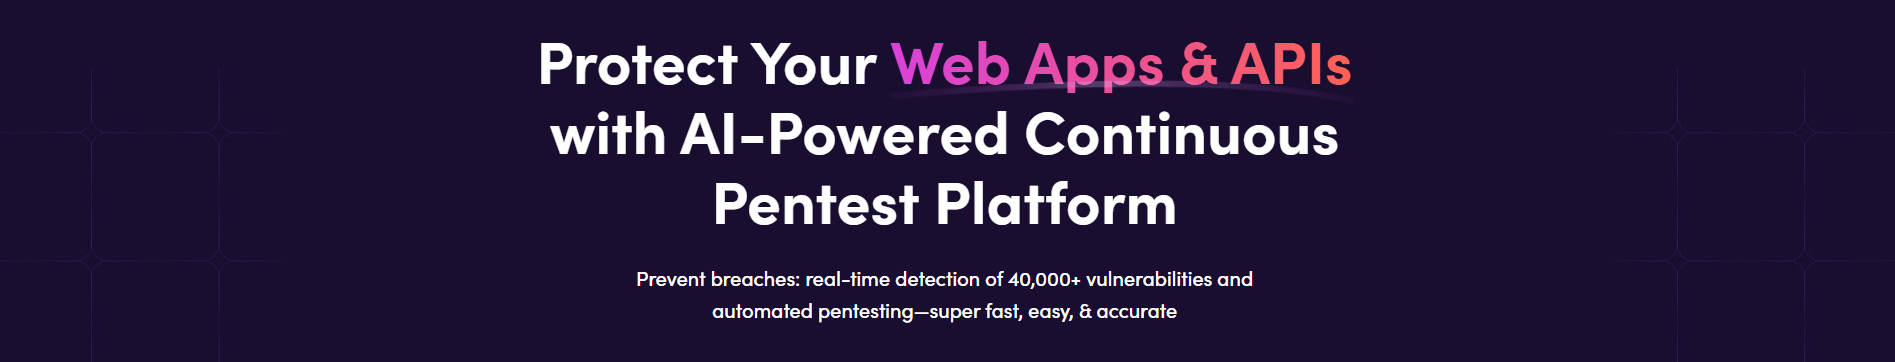 Protect Your Web Apps & APIs
with AI-Powered Continuous
Pentest Platform
Prevent breaches: real-time detection of 40,000+ vulnerabilities and
automated pentesting—super fast, easy, & accurate